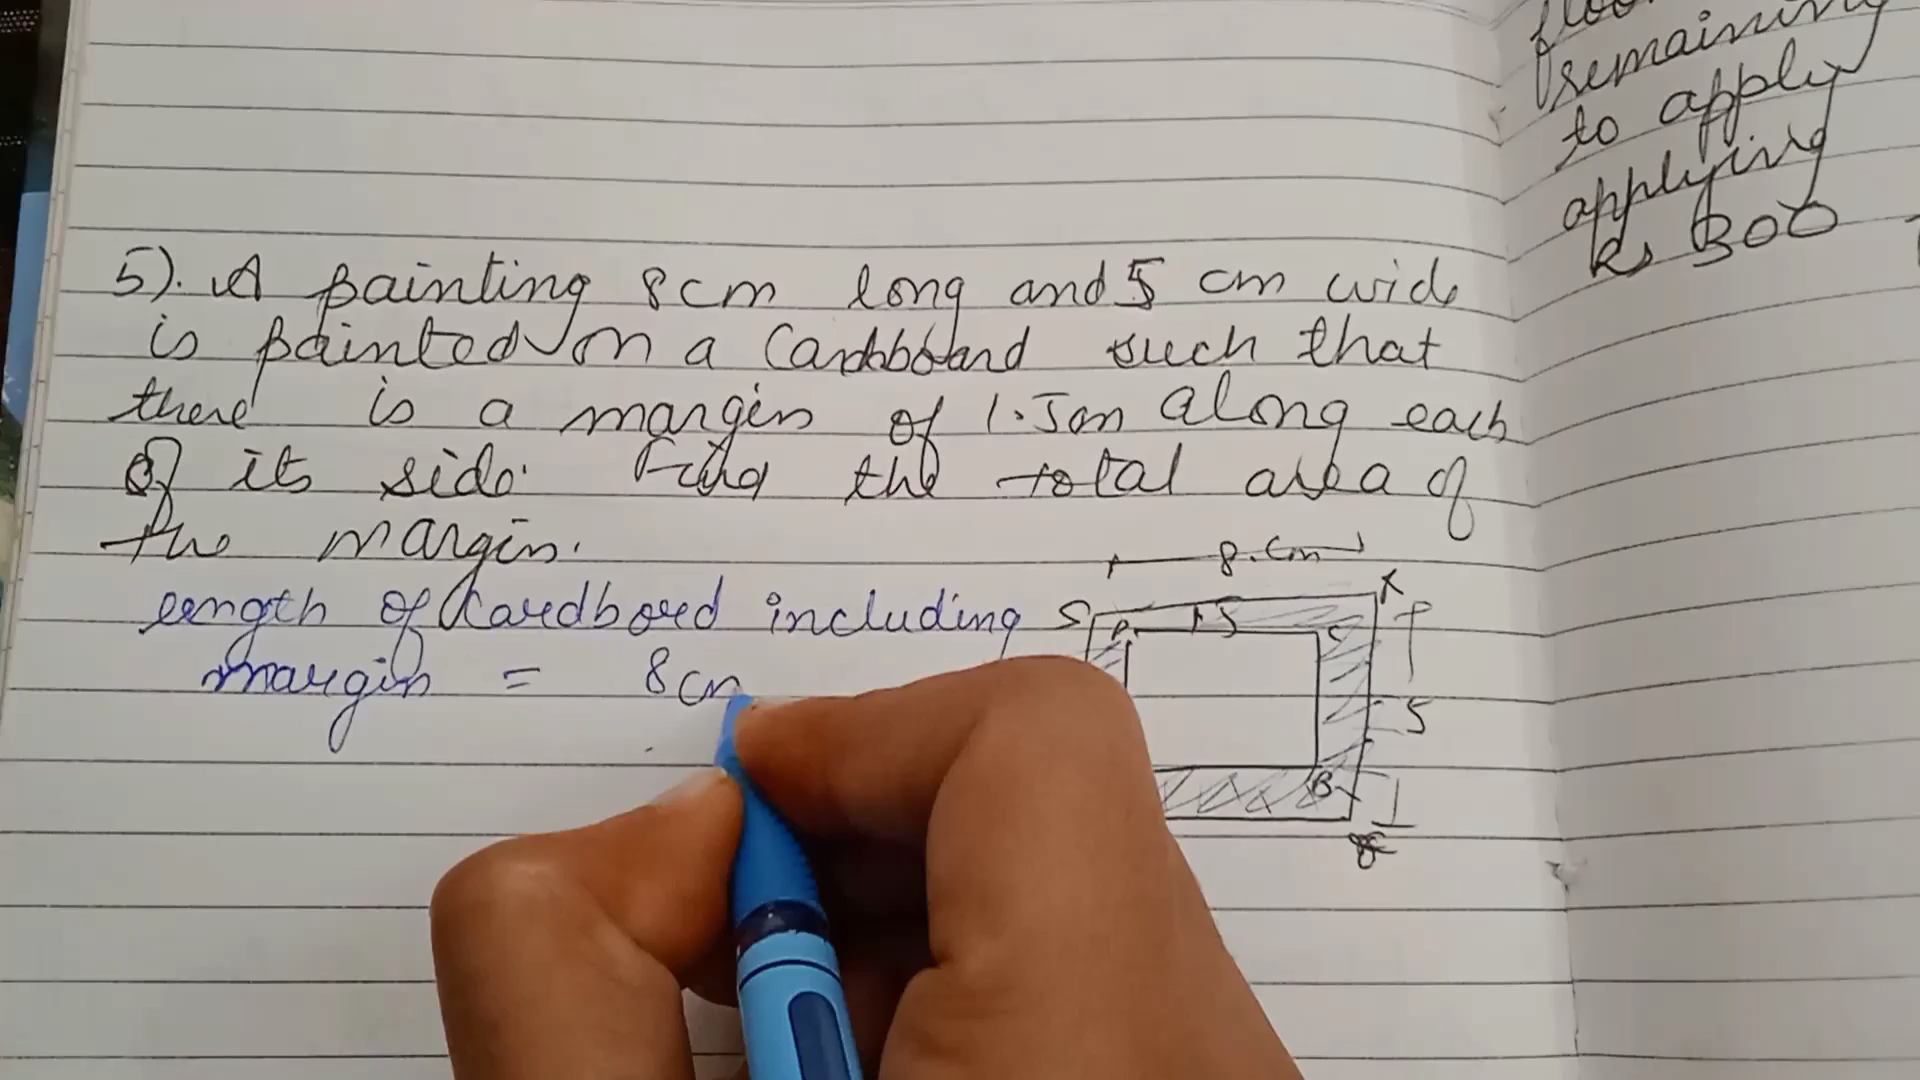 5). A painting 8cm long and 5 cm wide
is painted on a Cardboard such that
there is a margin of 1.5cm along each
of its side. Find the total area of
the margin.
length of Cardbord including
margin = 8cm
8.cm
S
D
1.5
C
5
B
remaining
to apply
applying
Rs 300